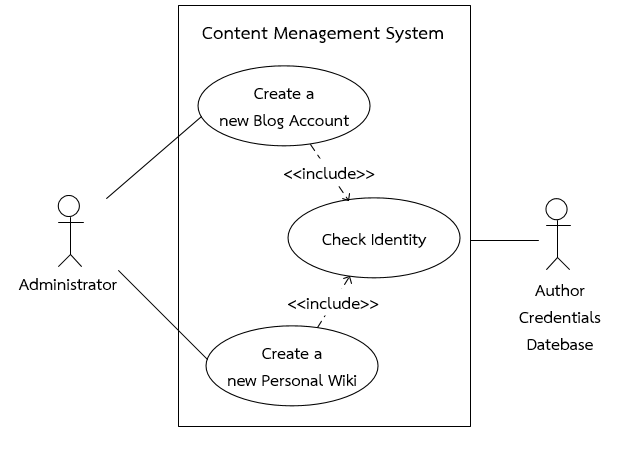 Content Menagement System
Create a
new Blog Account
<<include>>
Check Identity
Administrator
Author
Credentials
Datebase
<<include>>
Create a
new Personal Wiki